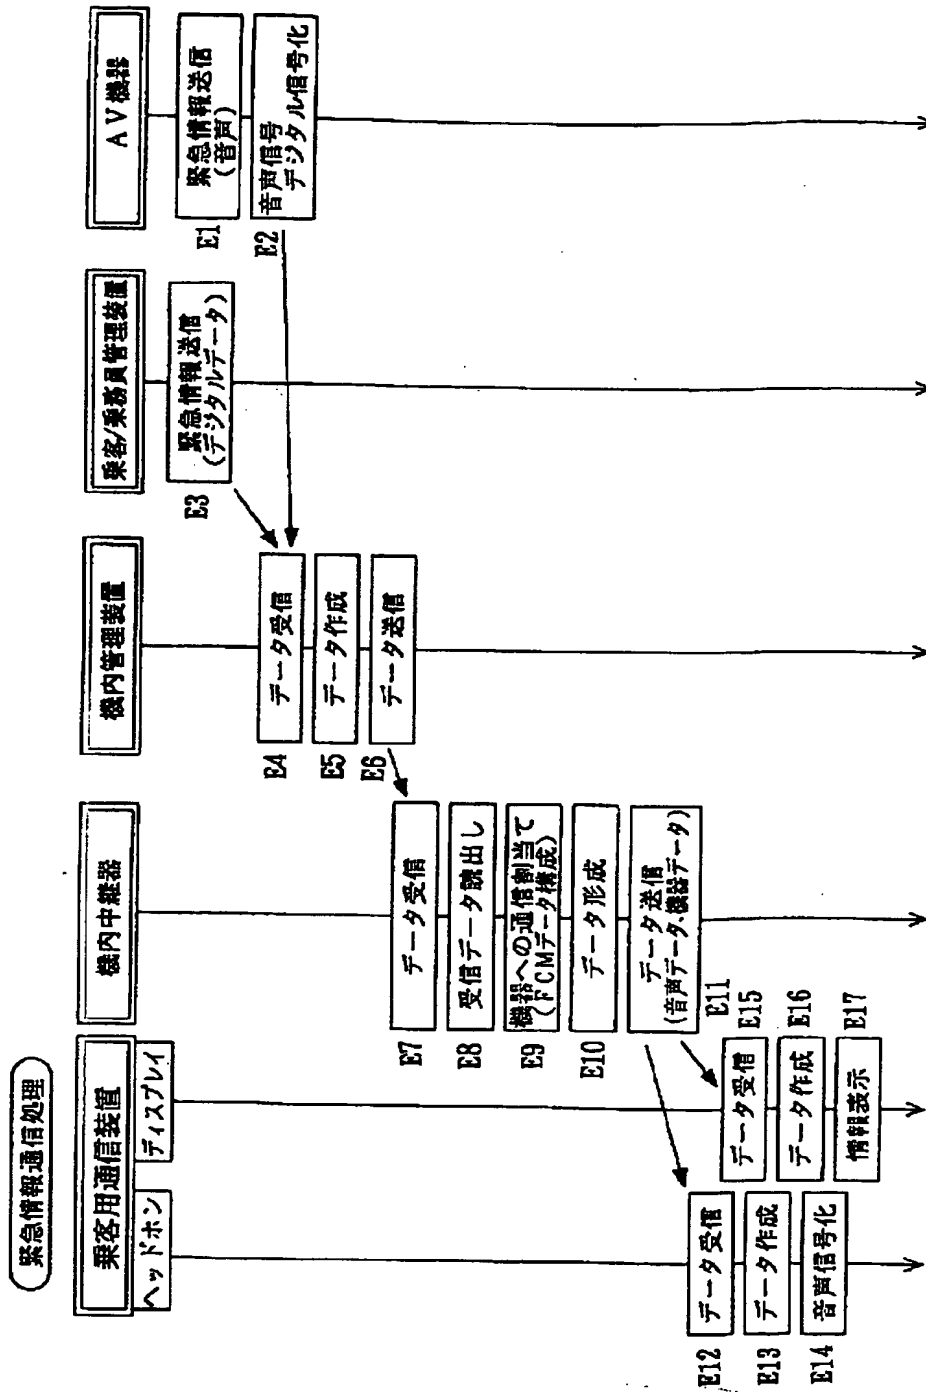 緊急情報通信処理
乗客用通信装置
ヘッドホン
ディスプレイ
機内中継器
機内管理装置
乗客/乗務員管理装置
AV機器
E1
緊急情報送信
(音声)
E2
音声信号
デジタル信号化
E3
緊急情報送信
(デジタルデータ)
E4
データ受信
E5
データ作成
E6
データ送信
E7
データ受信
E8
受信データ読出し
E9
機器への通信割当て
(FCMデータ構成)
E10
データ形成
E11
データ送信
(音声データ・機器データ)
E12
データ受信
E13
データ作成
E14
音声信号化
E15
データ受信
E16
データ作成
E17
情報表示